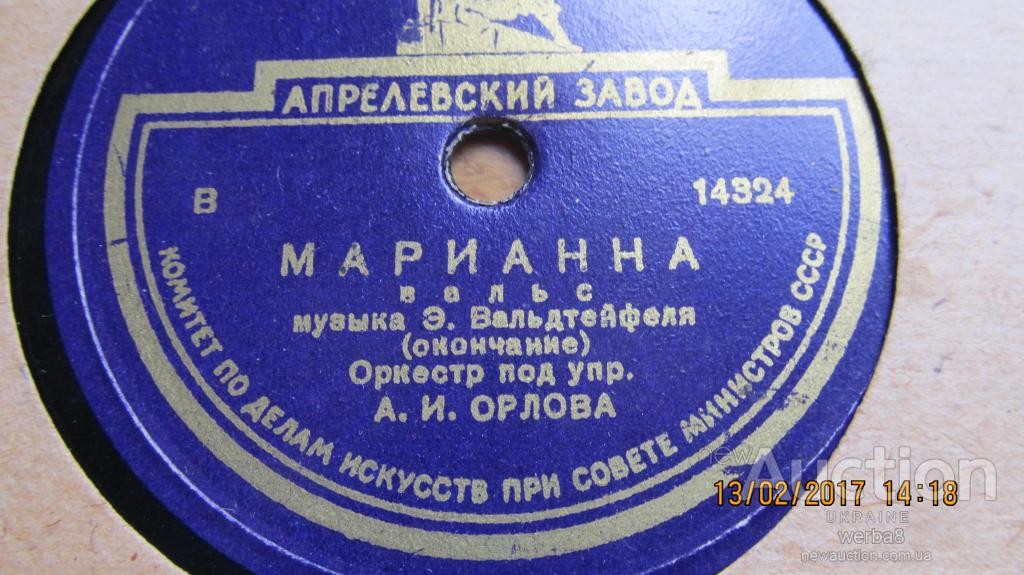 АПРЕЛЕВСКИЙ ЗАВОД
В 14324
МАРИАННА
вальс
музыка Э. Вальдтейфеля
(окончание)
Оркестр под упр.
А. И. ОРЛОВА
КОМИТЕТ ПО ДЕЛАМ ИСКУССТВ ПРИ СОВЕТЕ МИНИСТРОВ СССР
new Auction
13/02/2017 14:18
UKRAINE
werba8
newauction.com.ua